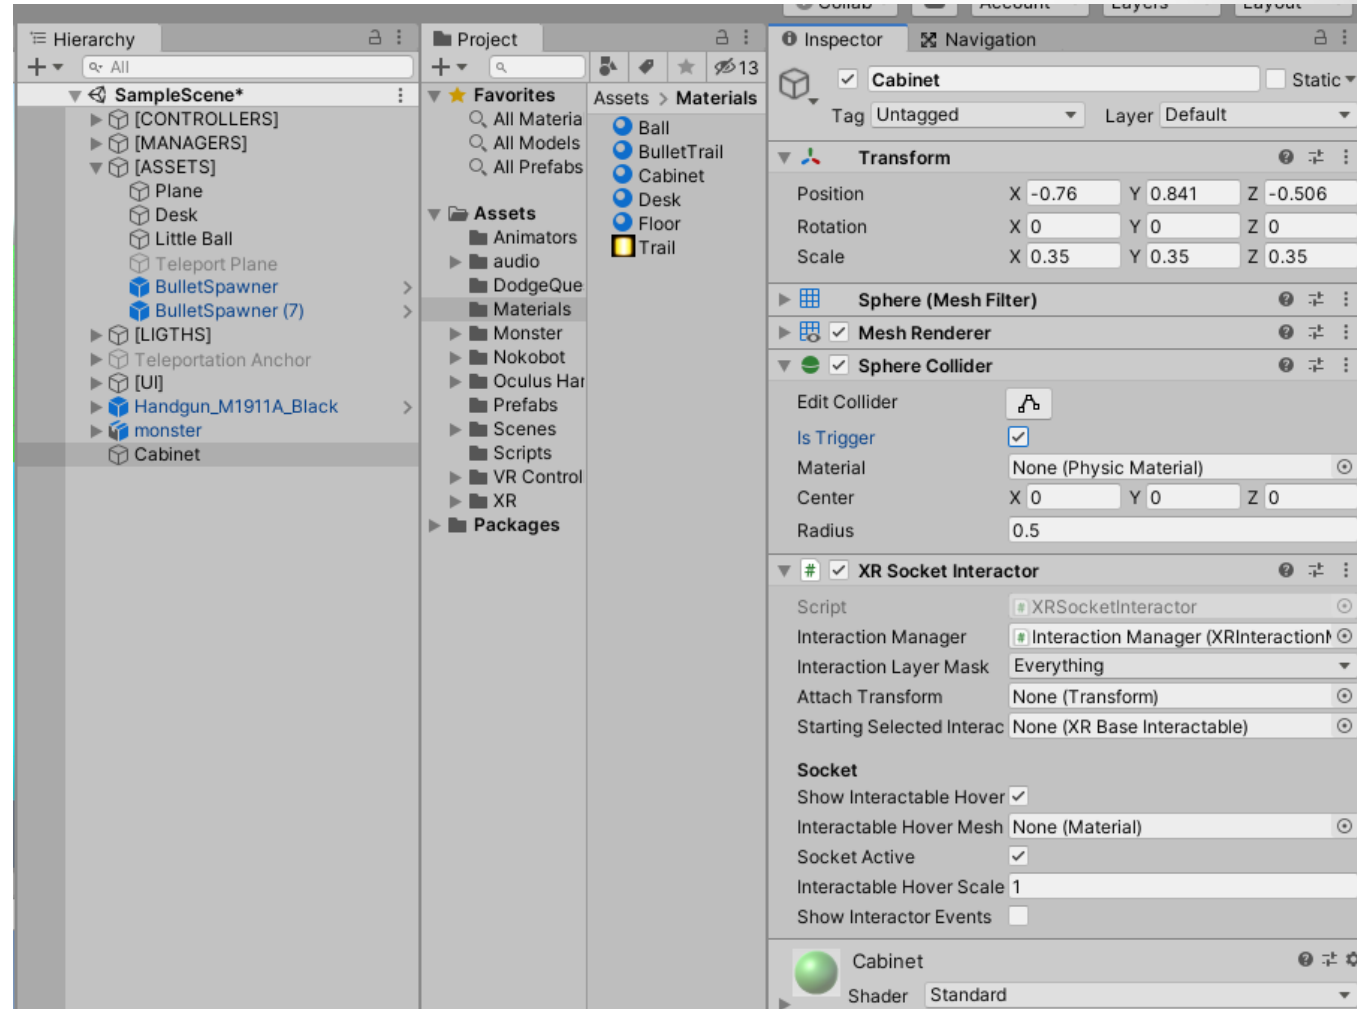 Collab
Account
Layers
Layout
Hierarchy
All
SampleScene*
[CONTROLLERS]
[MANAGERS]
[ASSETS]
Plane
Desk
Little Ball
Teleport Plane
BulletSpawner
BulletSpawner (7)
[LIGTHS]
Teleportation Anchor
[UI]
Handgun_M1911A_Black
monster
Cabinet
Project
13
Favorites
All Materia
All Models
All Prefabs
Assets
Animators
audio
DodgeQue
Materials
Monster
Nokobot
Oculus Har
Prefabs
Scenes
Scripts
VR Control
XR
Packages
Assets > Materials
Ball
BulletTrail
Cabinet
Desk
Floor
Trail
Inspector
Navigation
Cabinet
Static
Tag Untagged
Layer Default
Transform
Position X -0.76 Y 0.841 Z -0.506
Rotation X 0 Y 0 Z 0
Scale X 0.35 Y 0.35 Z 0.35
Sphere (Mesh Filter)
Mesh Renderer
Sphere Collider
Edit Collider
Is Trigger
Material None (Physic Material)
Center X 0 Y 0 Z 0
Radius 0.5
# XR Socket Interactor
Script # XRSocketInteractor
Interaction Manager # Interaction Manager (XRInteractionM
Interaction Layer Mask Everything
Attach Transform None (Transform)
Starting Selected Interac None (XR Base Interactable)
Socket
Show Interactable Hover
Interactable Hover Mesh None (Material)
Socket Active
Interactable Hover Scale 1
Show Interactor Events
Cabinet
Shader Standard